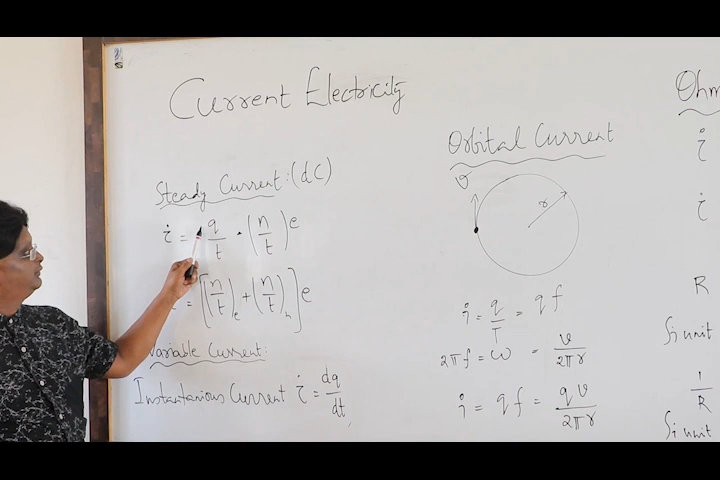 Current Electricity
Steady Current: (dC)
i = q/t · (n/t)e
= [(n/t)e + (n/t)h] e
Variable Current:
Instantanious Current i = dq/dt,
Orbital Current
v
r
i = q/T = qf
2πf = ω = v/2πr
i = qf = qv/2πr
Ohm
i
i
R
Si unit
1/R
Si unit